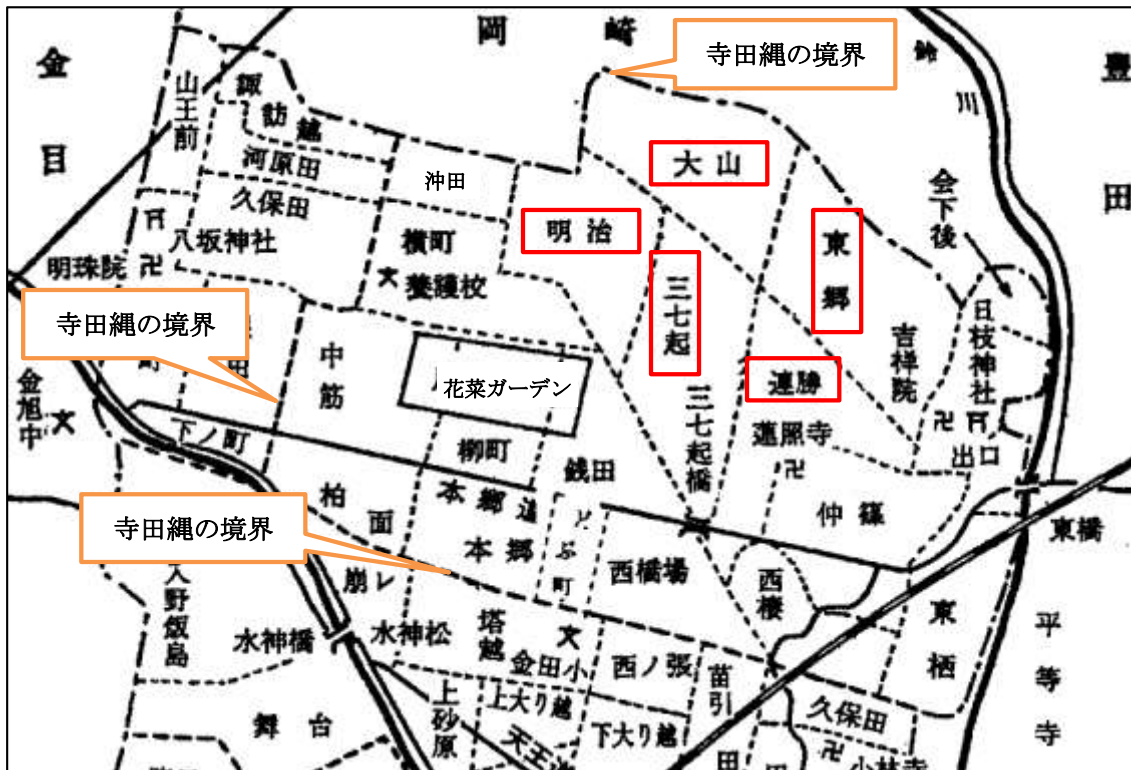 岡崎
金目
豊田
鈴川
寺田縄の境界
山王前
諏訪越
河原田
久保田
沖田
大山
明治
東郷
会下後
八坂神社
明珠院
横町
養護校
三七起
日枝神社
吉祥院
寺田縄の境界
中筋
花菜ガーデン
連勝
三七起橋
蓮照寺
金旭中
下ノ町
柳町
銭田
出口
仲篠
東橋
柏面
本郷辺
どぶ町
寺田縄の境界
本郷
西橋場
西棲
崩レ
入野飯島
水神橋
水神松
塔越
金田小
西ノ張
苗引
東栖
平等寺
舞台
上砂原
上大り越
下大り越
久保田